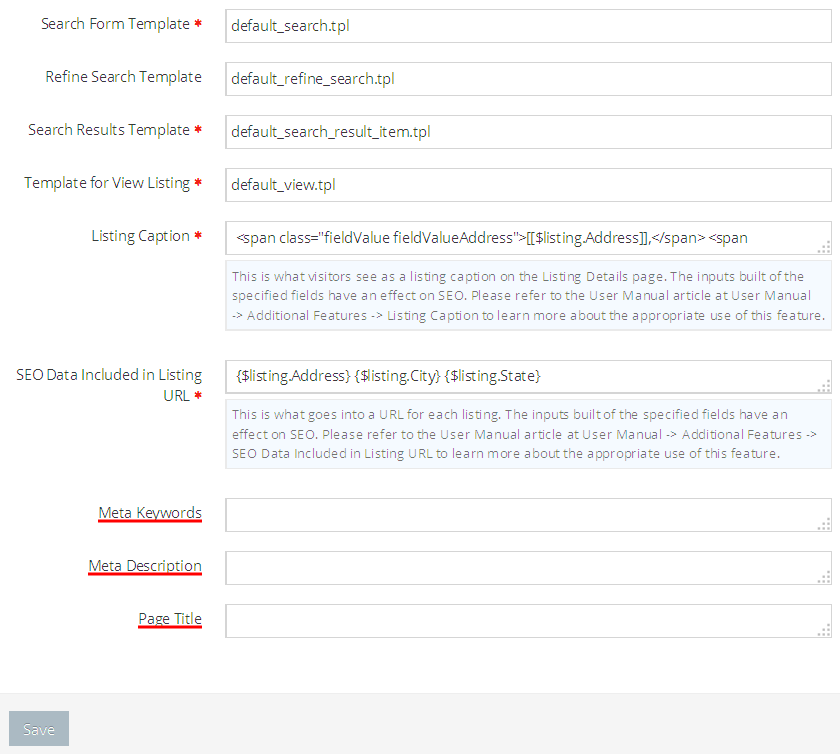 Search Form Template *
default_search.tpl
Refine Search Template
default_refine_search.tpl
Search Results Template *
default_search_result_item.tpl
Template for View Listing *
default_view.tpl
Listing Caption *
<span class="fieldValue fieldValueAddress">[[$listing.Address]],</span> <span
This is what visitors see as a listing caption on the Listing Details page. The inputs built of the
specified fields have an effect on SEO. Please refer to the User Manual article at User Manual
-> Additional Features -> Listing Caption to learn more about the appropriate use of this feature.
SEO Data Included in Listing
URL *
{$listing.Address} {$listing.City} {$listing.State}
This is what goes into a URL for each listing. The inputs built of the specified fields have an
effect on SEO. Please refer to the User Manual article at User Manual -> Additional Features ->
SEO Data Included in Listing URL to learn more about the appropriate use of this feature.
Meta Keywords
Meta Description
Page Title
Save